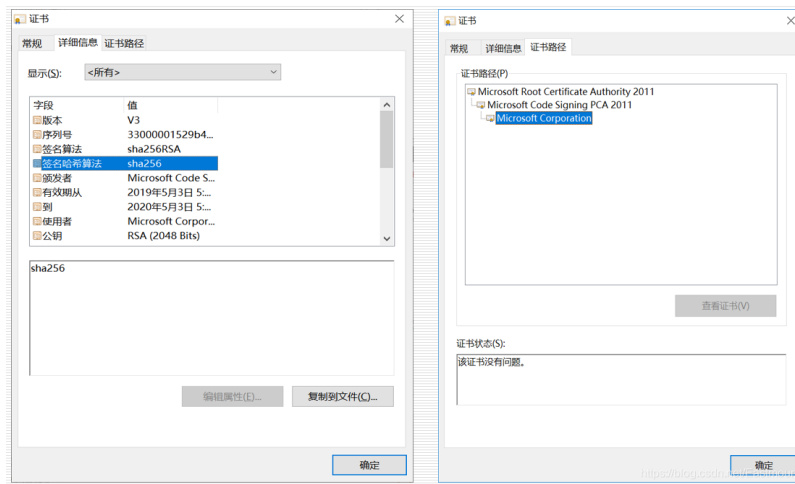 证书
常规 详细信息 证书路径
显示(S): <所有>
字段 值
版本 V3
序列号 33000001529b4...
签名算法 sha256RSA
签名哈希算法 sha256
颁发者 Microsoft Code S...
有效期从 2019年5月3日 5:...
到 2020年5月3日 5:...
使用者 Microsoft Corpor...
公钥 RSA (2048 Bits)
sha256
编辑属性(E)... 复制到文件(C)...
确定
证书
常规 详细信息 证书路径
证书路径(P)
Microsoft Root Certificate Authority 2011
Microsoft Code Signing PCA 2011
Microsoft Corporation
查看证书(V)
证书状态(S):
该证书没有问题。
确定